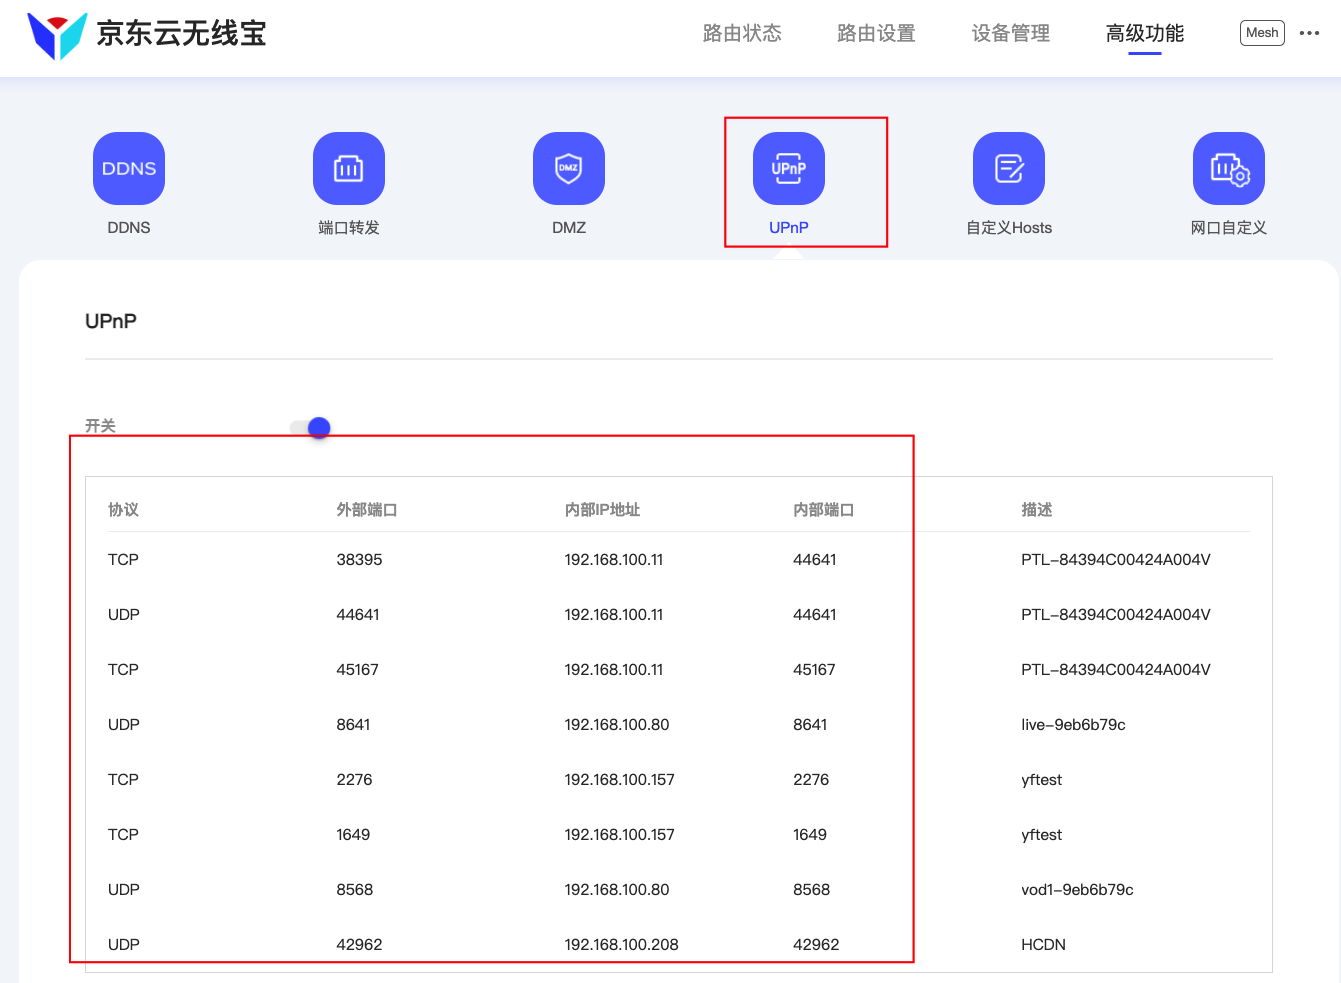 京东云无线宝
路由状态 路由设置 设备管理 高级功能 Mesh
DDNS DMZ UPnP
DDNS 端口转发 DMZ UPnP 自定义Hosts 网口自定义
UPnP
开关
协议 外部端口 内部IP地址 内部端口 描述
TCP 38395 192.168.100.11 44641 PTL-84394C00424A004V
UDP 44641 192.168.100.11 44641 PTL-84394C00424A004V
TCP 45167 192.168.100.11 45167 PTL-84394C00424A004V
UDP 8641 192.168.100.80 8641 live-9eb6b79c
TCP 2276 192.168.100.157 2276 yftest
TCP 1649 192.168.100.157 1649 yftest
UDP 8568 192.168.100.80 8568 vod1-9eb6b79c
UDP 42962 192.168.100.208 42962 HCDN